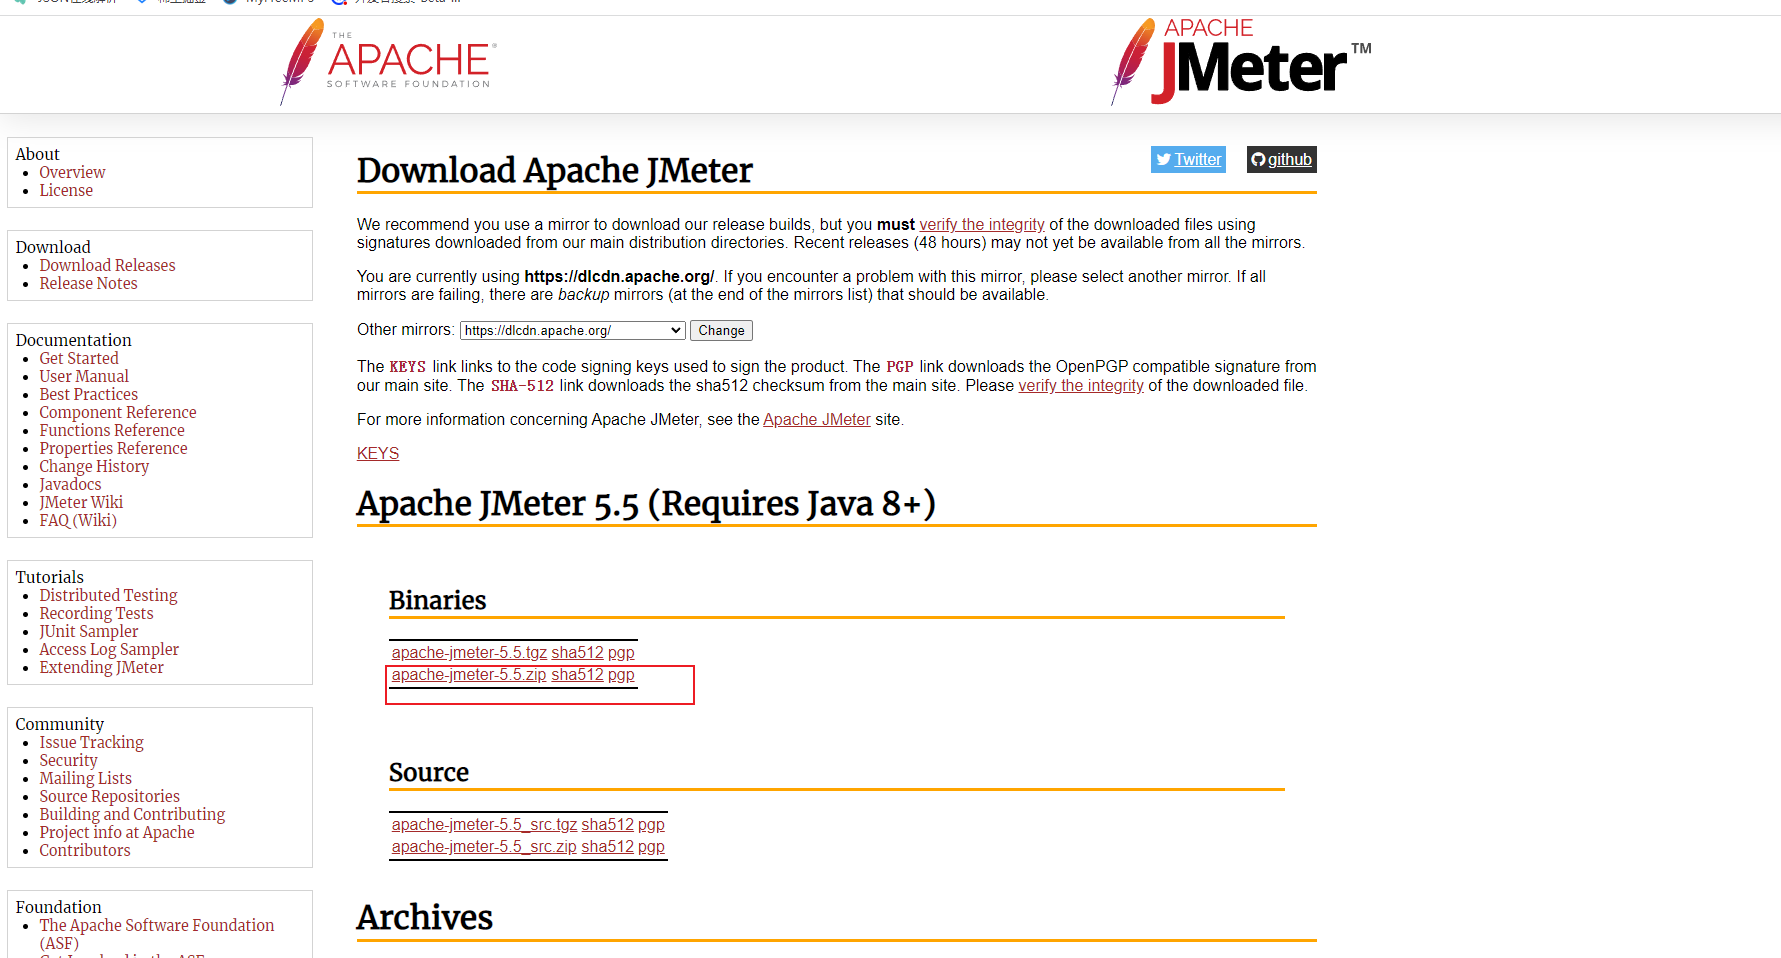 THE
APACHE®
SOFTWARE FOUNDATION
APACHE
JMeter™
About
Overview
License
Download
Download Releases
Release Notes
Documentation
Get Started
User Manual
Best Practices
Component Reference
Functions Reference
Properties Reference
Change History
Javadocs
JMeter Wiki
FAQ (Wiki)
Tutorials
Distributed Testing
Recording Tests
JUnit Sampler
Access Log Sampler
Extending JMeter
Community
Issue Tracking
Security
Mailing Lists
Source Repositories
Building and Contributing
Project info at Apache
Contributors
Foundation
The Apache Software Foundation
(ASF)
Twitter
github
Download Apache JMeter
We recommend you use a mirror to download our release builds, but you must verify the integrity of the downloaded files using
signatures downloaded from our main distribution directories. Recent releases (48 hours) may not yet be available from all the mirrors.
You are currently using https://dlcdn.apache.org/. If you encounter a problem with this mirror, please select another mirror. If all
mirrors are failing, there are backup mirrors (at the end of the mirrors list) that should be available.
Other mirrors: https://dlcdn.apache.org/ Change
The KEYS link links to the code signing keys used to sign the product. The PGP link downloads the OpenPGP compatible signature from
our main site. The SHA-512 link downloads the sha512 checksum from the main site. Please verify the integrity of the downloaded file.
For more information concerning Apache JMeter, see the Apache JMeter site.
KEYS
Apache JMeter 5.5 (Requires Java 8+)
Binaries
apache-jmeter-5.5.tgz sha512 pgp
apache-jmeter-5.5.zip sha512 pgp
Source
apache-jmeter-5.5_src.tgz sha512 pgp
apache-jmeter-5.5_src.zip sha512 pgp
Archives